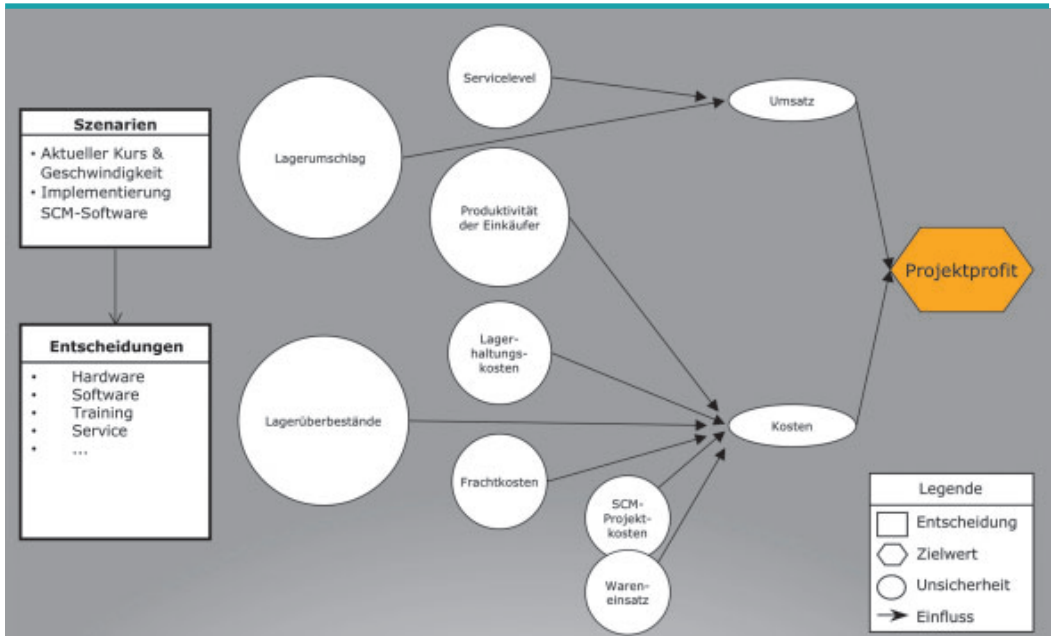 Szenarien
• Aktueller Kurs &
Geschwindigkeit
• Implementierung
SCM-Software
Entscheidungen
• Hardware
• Software
• Training
• Service
• ...
Servicelevel
Lagerumschlag
Produktivität
der Einkäufer
Lager-
haltungs-
kosten
Lagerüberbestände
Frachtkosten
SCM-
Projekt-
kosten
Waren-
einsatz
Umsatz
Kosten
Projektprofit
Legende
Entscheidung
Zielwert
Unsicherheit
Einfluss